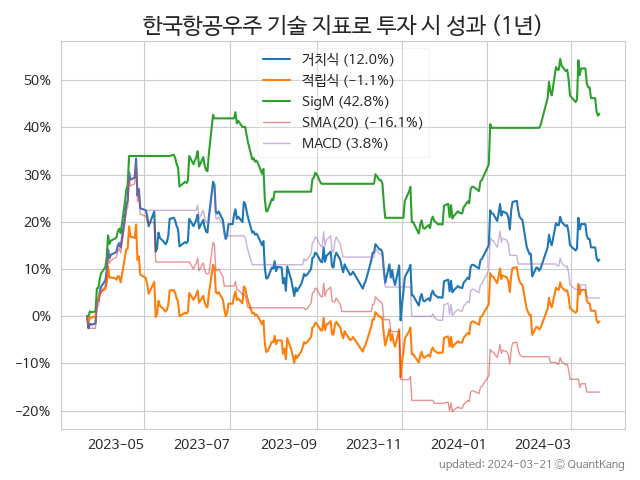 한국항공우주 기술 지표로 투자 시 성과 (1년)
거치식 (12.0%)
적립식 (−1.1%)
SigM (42.8%)
SMA(20) (−16.1%)
MACD (3.8%)
50%
40%
30%
20%
10%
0%
−10%
−20%
2023−05 2023−07 2023−09 2023−11 2024−01 2024−03
updated: 2024−03−21 © QuantKang